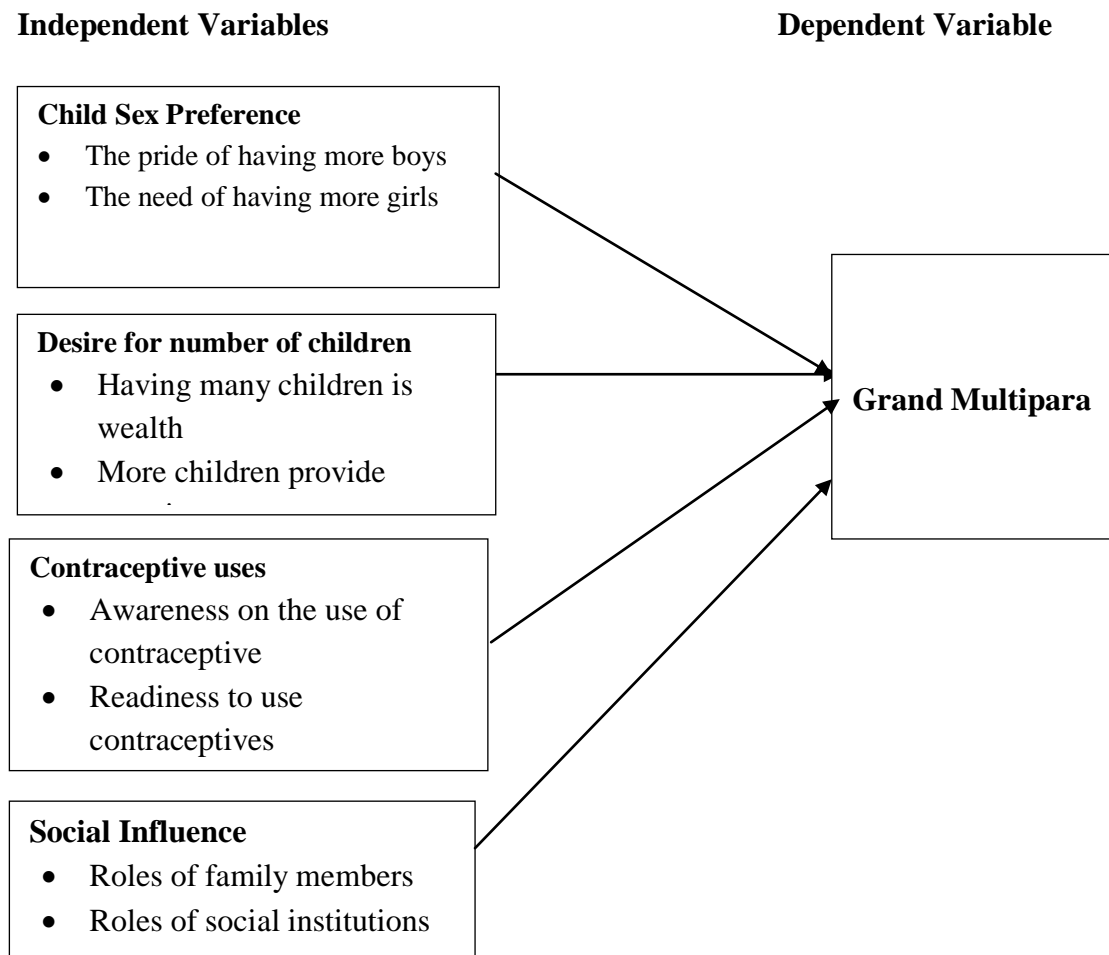 Independent Variables
Dependent Variable
Child Sex Preference
• The pride of having more boys
• The need of having more girls
Desire for number of children
• Having many children is
wealth
• More children provide
Contraceptive uses
• Awareness on the use of
contraceptive
• Readiness to use
contraceptives
Social Influence
• Roles of family members
• Roles of social institutions
Grand Multipara